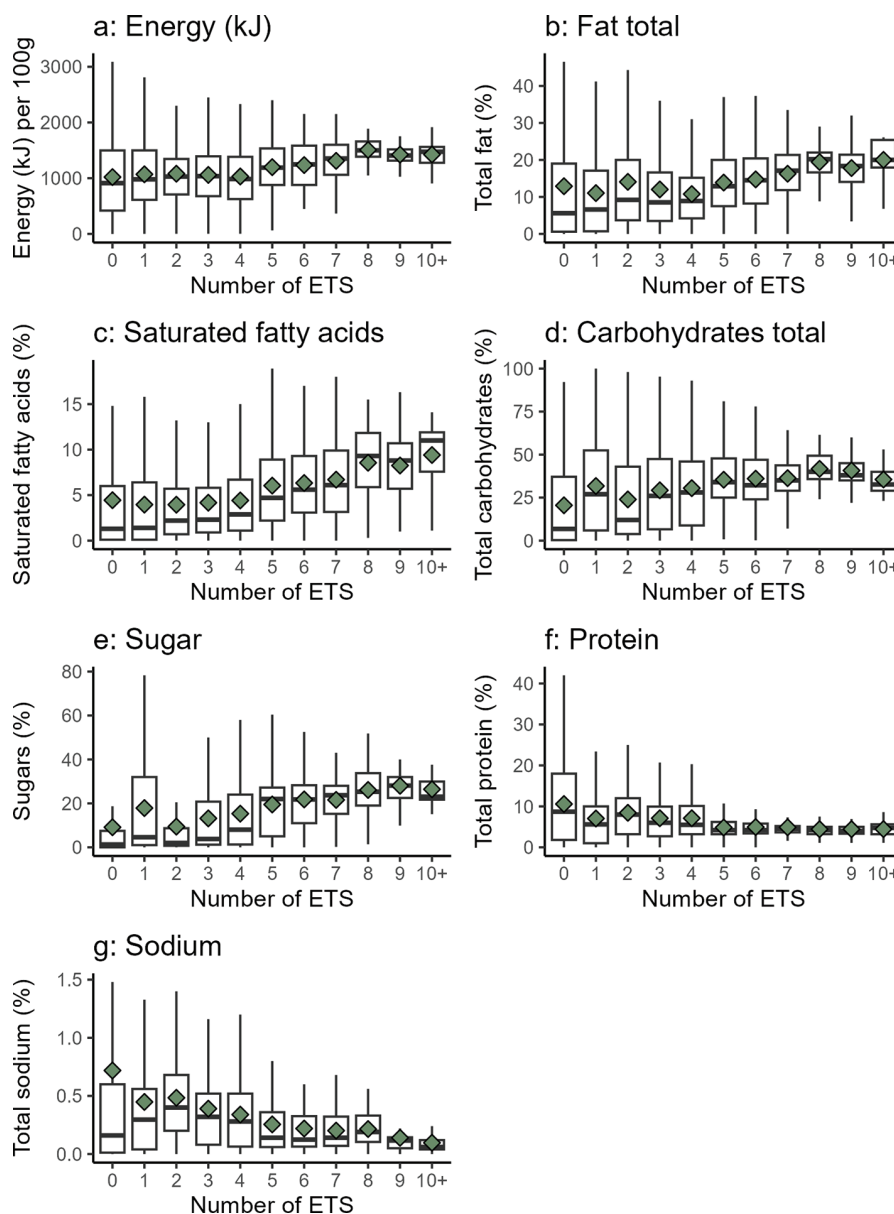 a: Energy (kJ)
Energy (kJ) per 100g
3000
2000
1000
0
0 1 2 3 4 5 6 7 8 9 10+
Number of ETS
b: Fat total
Total fat (%)
40
30
20
10
0
0 1 2 3 4 5 6 7 8 9 10+
Number of ETS
c: Saturated fatty acids
Saturated fatty acids (%)
15
10
5
0
0 1 2 3 4 5 6 7 8 9 10+
Number of ETS
d: Carbohydrates total
Total carbohydrates (%)
100
75
50
25
0
0 1 2 3 4 5 6 7 8 9 10+
Number of ETS
e: Sugar
Sugars (%)
80
60
40
20
0
0 1 2 3 4 5 6 7 8 9 10+
Number of ETS
f: Protein
Total protein (%)
40
30
20
10
0
0 1 2 3 4 5 6 7 8 9 10+
Number of ETS
g: Sodium
Total sodium (%)
1.5
1.0
0.5
0.0
0 1 2 3 4 5 6 7 8 9 10+
Number of ETS